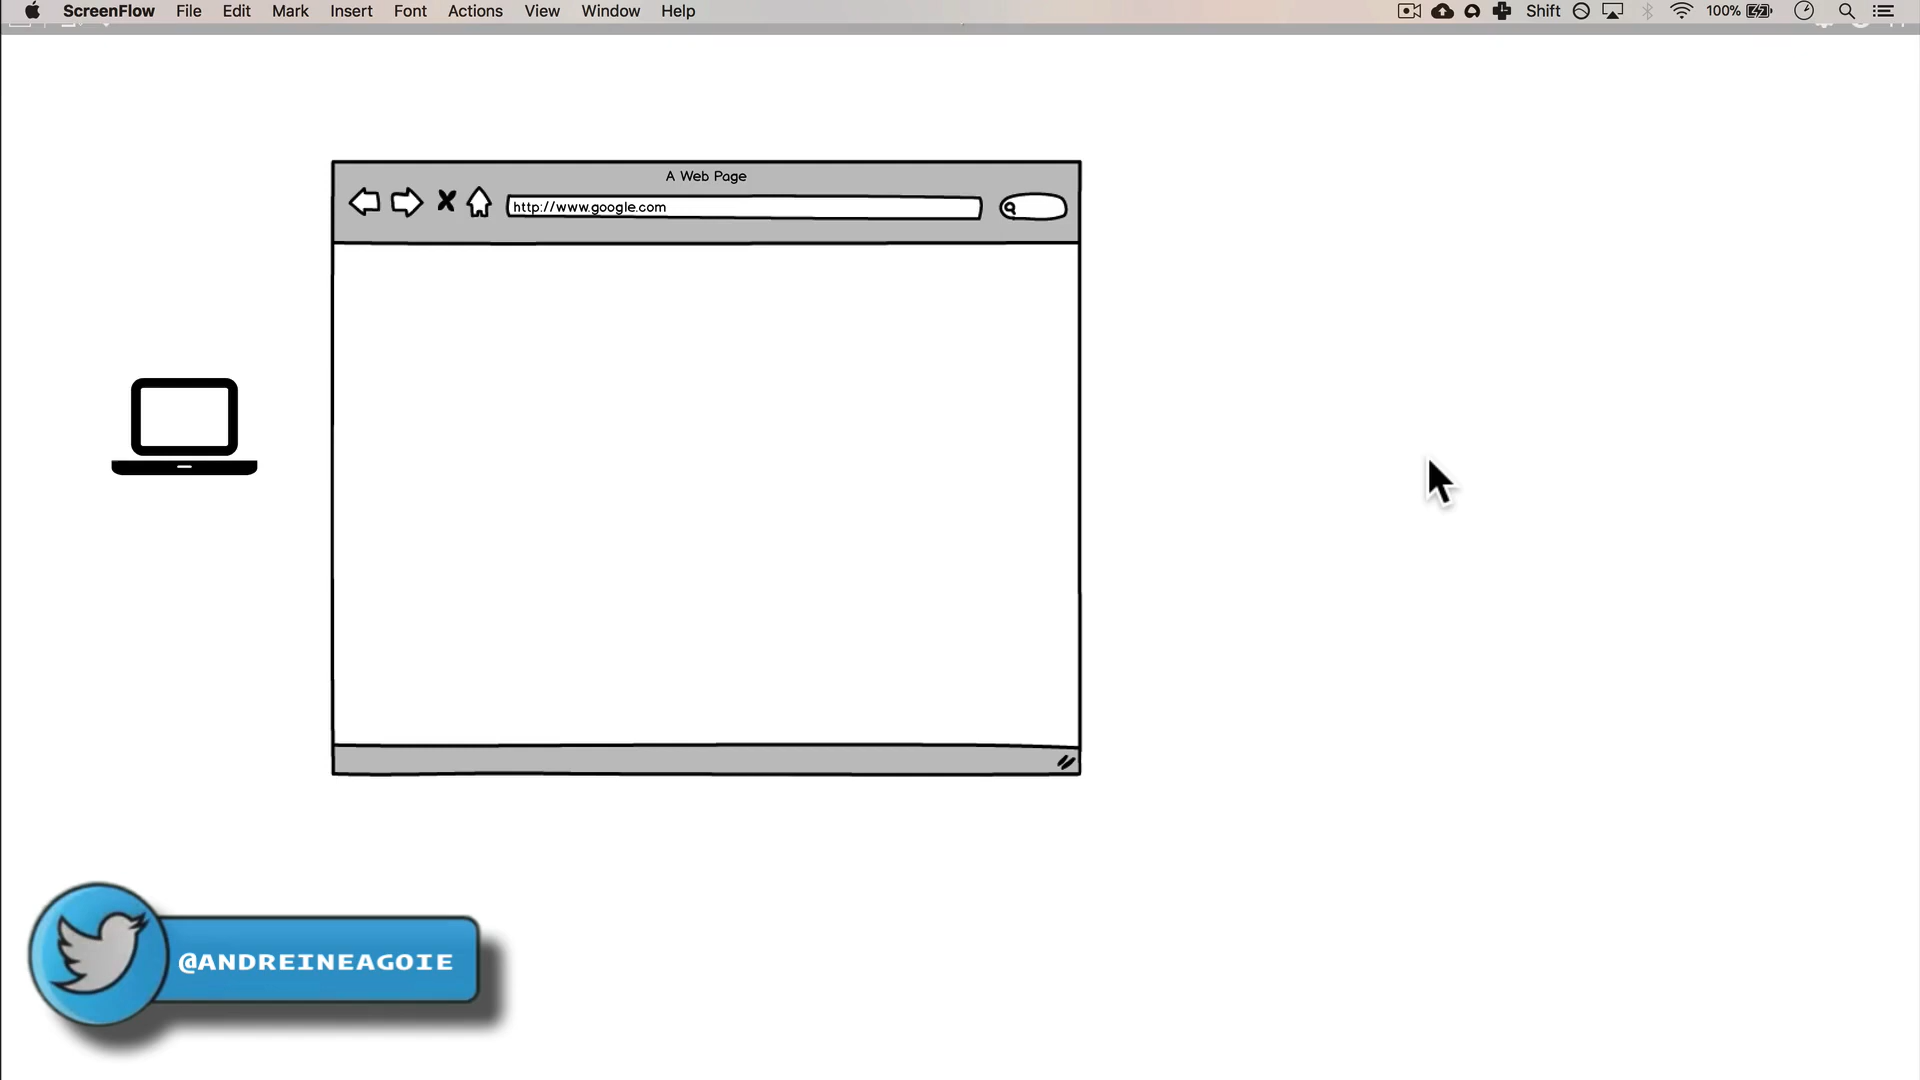 ScreenFlow File Edit Mark Insert Font Actions View Window Help Shift 100%
A Web Page
http://www.google.com
@ANDREINEAGOIE